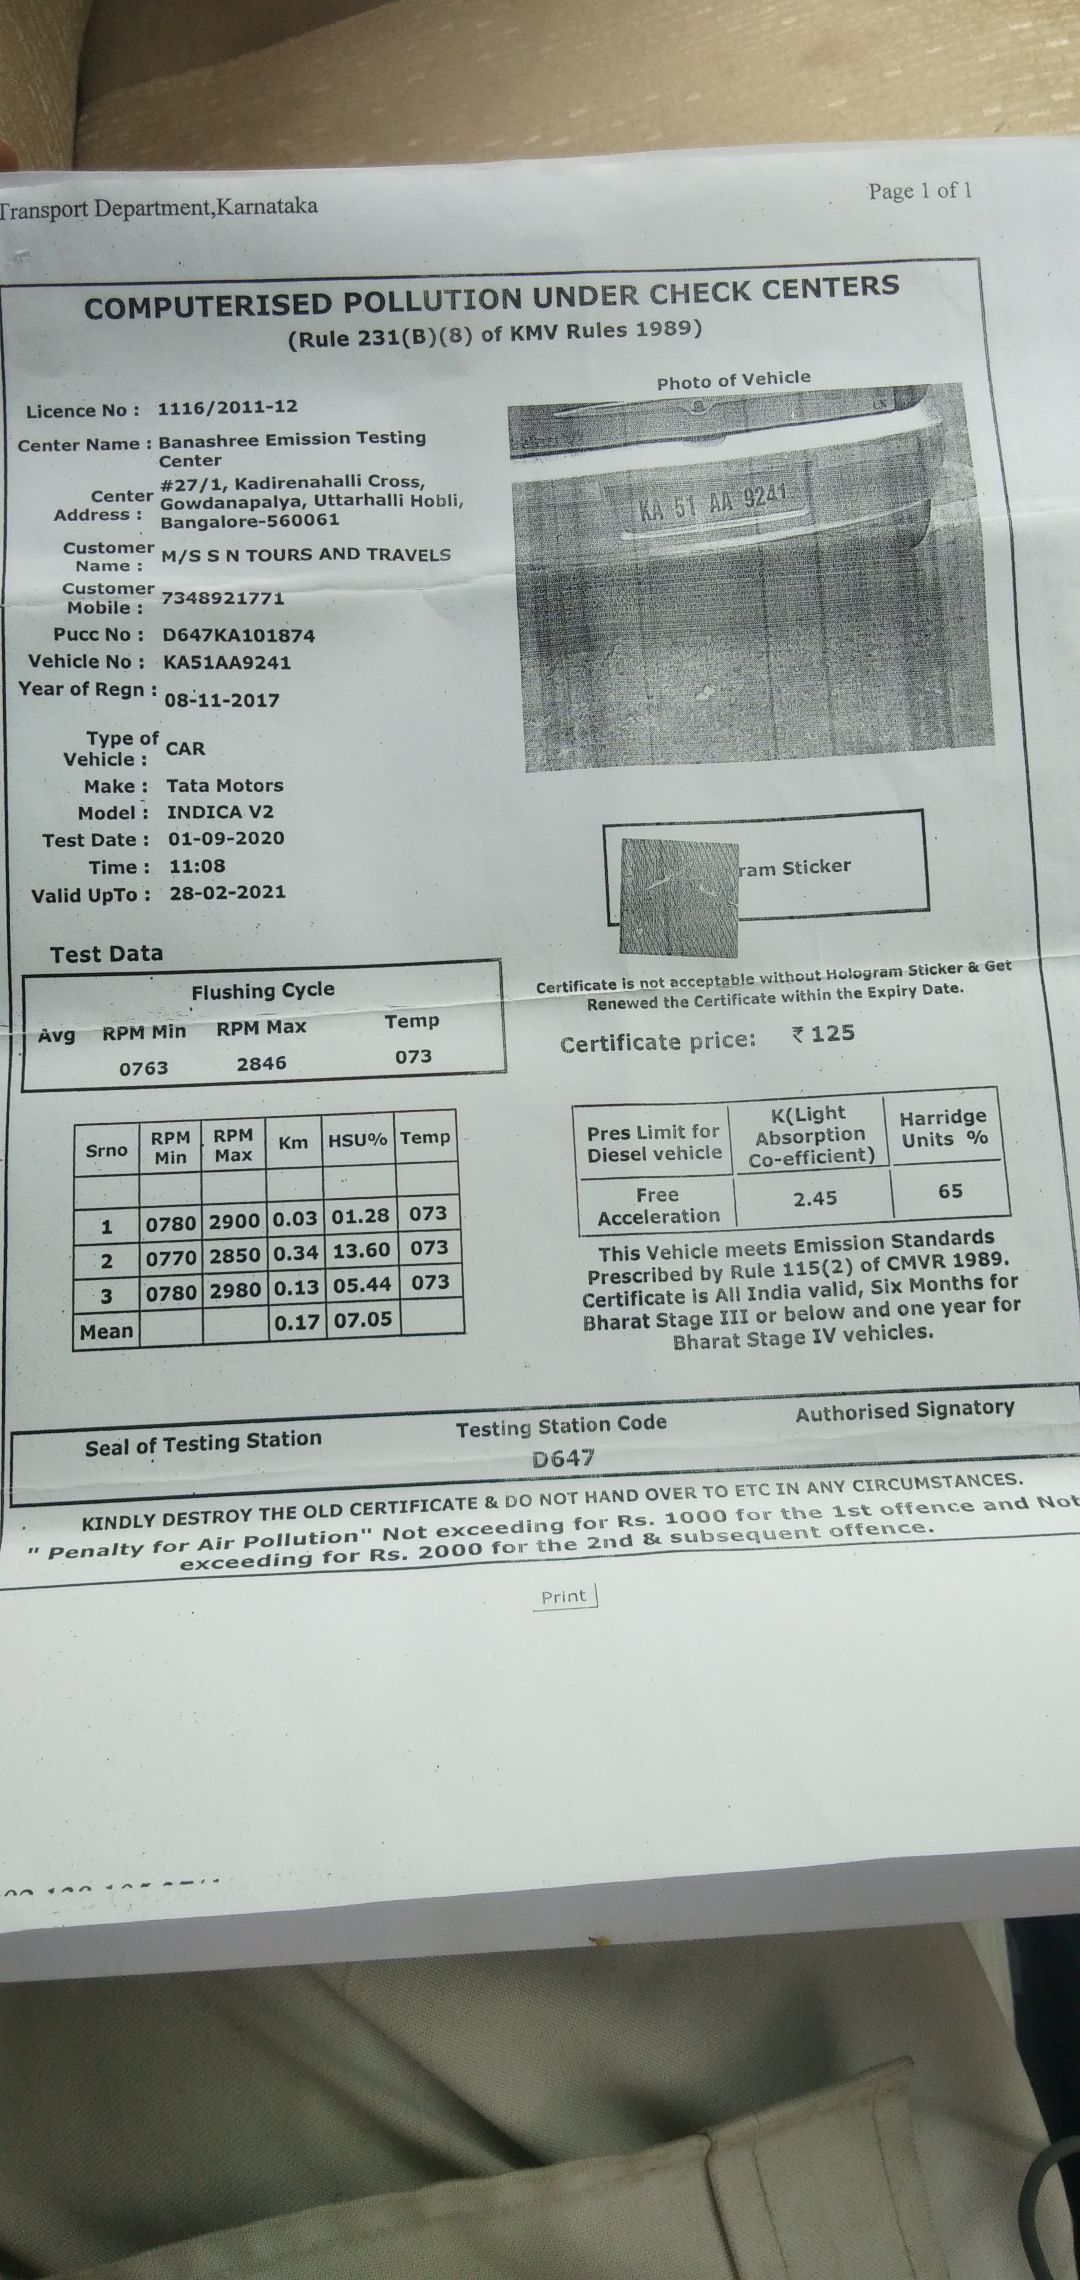 Transport Department,Karnataka
Page 1 of 1
COMPUTERISED POLLUTION UNDER CHECK CENTERS
(Rule 231(B)(8) of KMV Rules 1989)
Licence No : 1116/2011-12
Center Name : Banashree Emission Testing
Center
Center Address : #27/1, Kadirenahalli Cross,
Gowdanapalya, Uttarhalli Hobli,
Bangalore-560061
Customer Name : M/S S N TOURS AND TRAVELS
Customer Mobile : 7348921771
Pucc No : D647KA101874
Vehicle No : KA51AA9241
Year of Regn : 08-11-2017
Type of Vehicle : CAR
Make : Tata Motors
Model : INDICA V2
Test Date : 01-09-2020
Time : 11:08
Valid UpTo : 28-02-2021
Photo of Vehicle
KA 51 AA 9241
ram Sticker
Certificate is not acceptable without Hologram Sticker & Get
Renewed the Certificate within the Expiry Date.
Certificate price: ₹ 125
Test Data
Flushing Cycle
Avg RPM Min RPM Max Temp
0763 2846 073
Srno RPM Min RPM Max Km HSU% Temp
1 0780 2900 0.03 01.28 073
2 0770 2850 0.34 13.60 073
3 0780 2980 0.13 05.44 073
Mean 0.17 07.05
Pres Limit for Diesel vehicle K(Light Absorption Co-efficient) Harridge Units %
Free Acceleration 2.45 65
This Vehicle meets Emission Standards
Prescribed by Rule 115(2) of CMVR 1989.
Certificate is All India valid, Six Months for
Bharat Stage III or below and one year for
Bharat Stage IV vehicles.
Seal of Testing Station
Testing Station Code
D647
Authorised Signatory
KINDLY DESTROY THE OLD CERTIFICATE & DO NOT HAND OVER TO ETC IN ANY CIRCUMSTANCES.
" Penalty for Air Pollution" Not exceeding for Rs. 1000 for the 1st offence and Not
exceeding for Rs. 2000 for the 2nd & subsequent offence.
Print